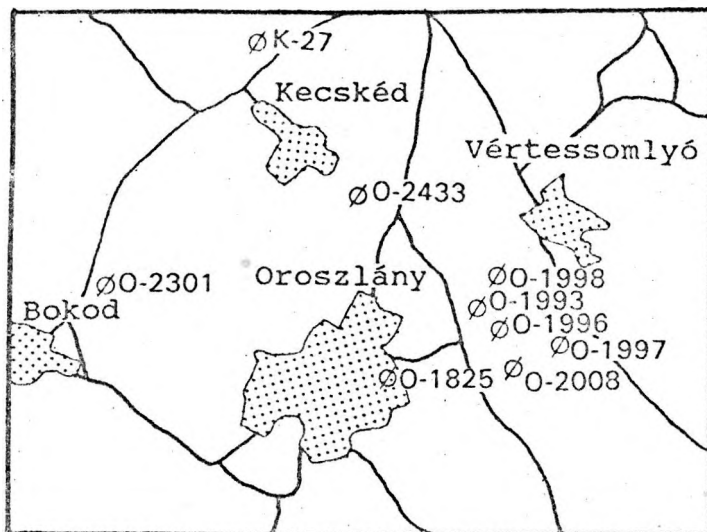 ØK-27
Kecskéd
Vértessomlyó
ØO-2433
Oroszlány
ØO-1998
ØO-2301
ØO-1993
Bokod
ØO-1996
ØO-1997
ØO-1825
ØO-2008